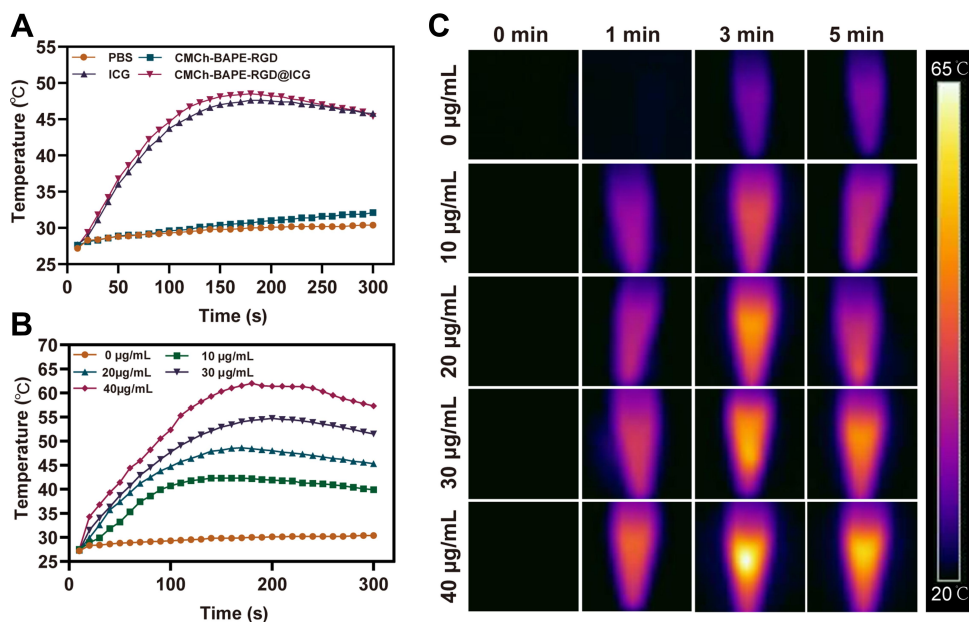 A
55
50
45
40
35
30
25
Temperature (℃)
PBS
CMCh-BAPE-RGD
ICG
CMCh-BAPE-RGD@ICG
0 50 100 150 200 250 300
Time (s)
B
70
65
60
55
50
45
40
35
30
25
Temperature (℃)
0 μg/mL
10 μg/mL
20μg/mL
30 μg/mL
40μg/mL
0 100 200 300
Time (s)
C
0 min 1 min 3 min 5 min
0 μg/mL
10 μg/mL
20 μg/mL
30 μg/mL
40 μg/mL
65℃
20℃